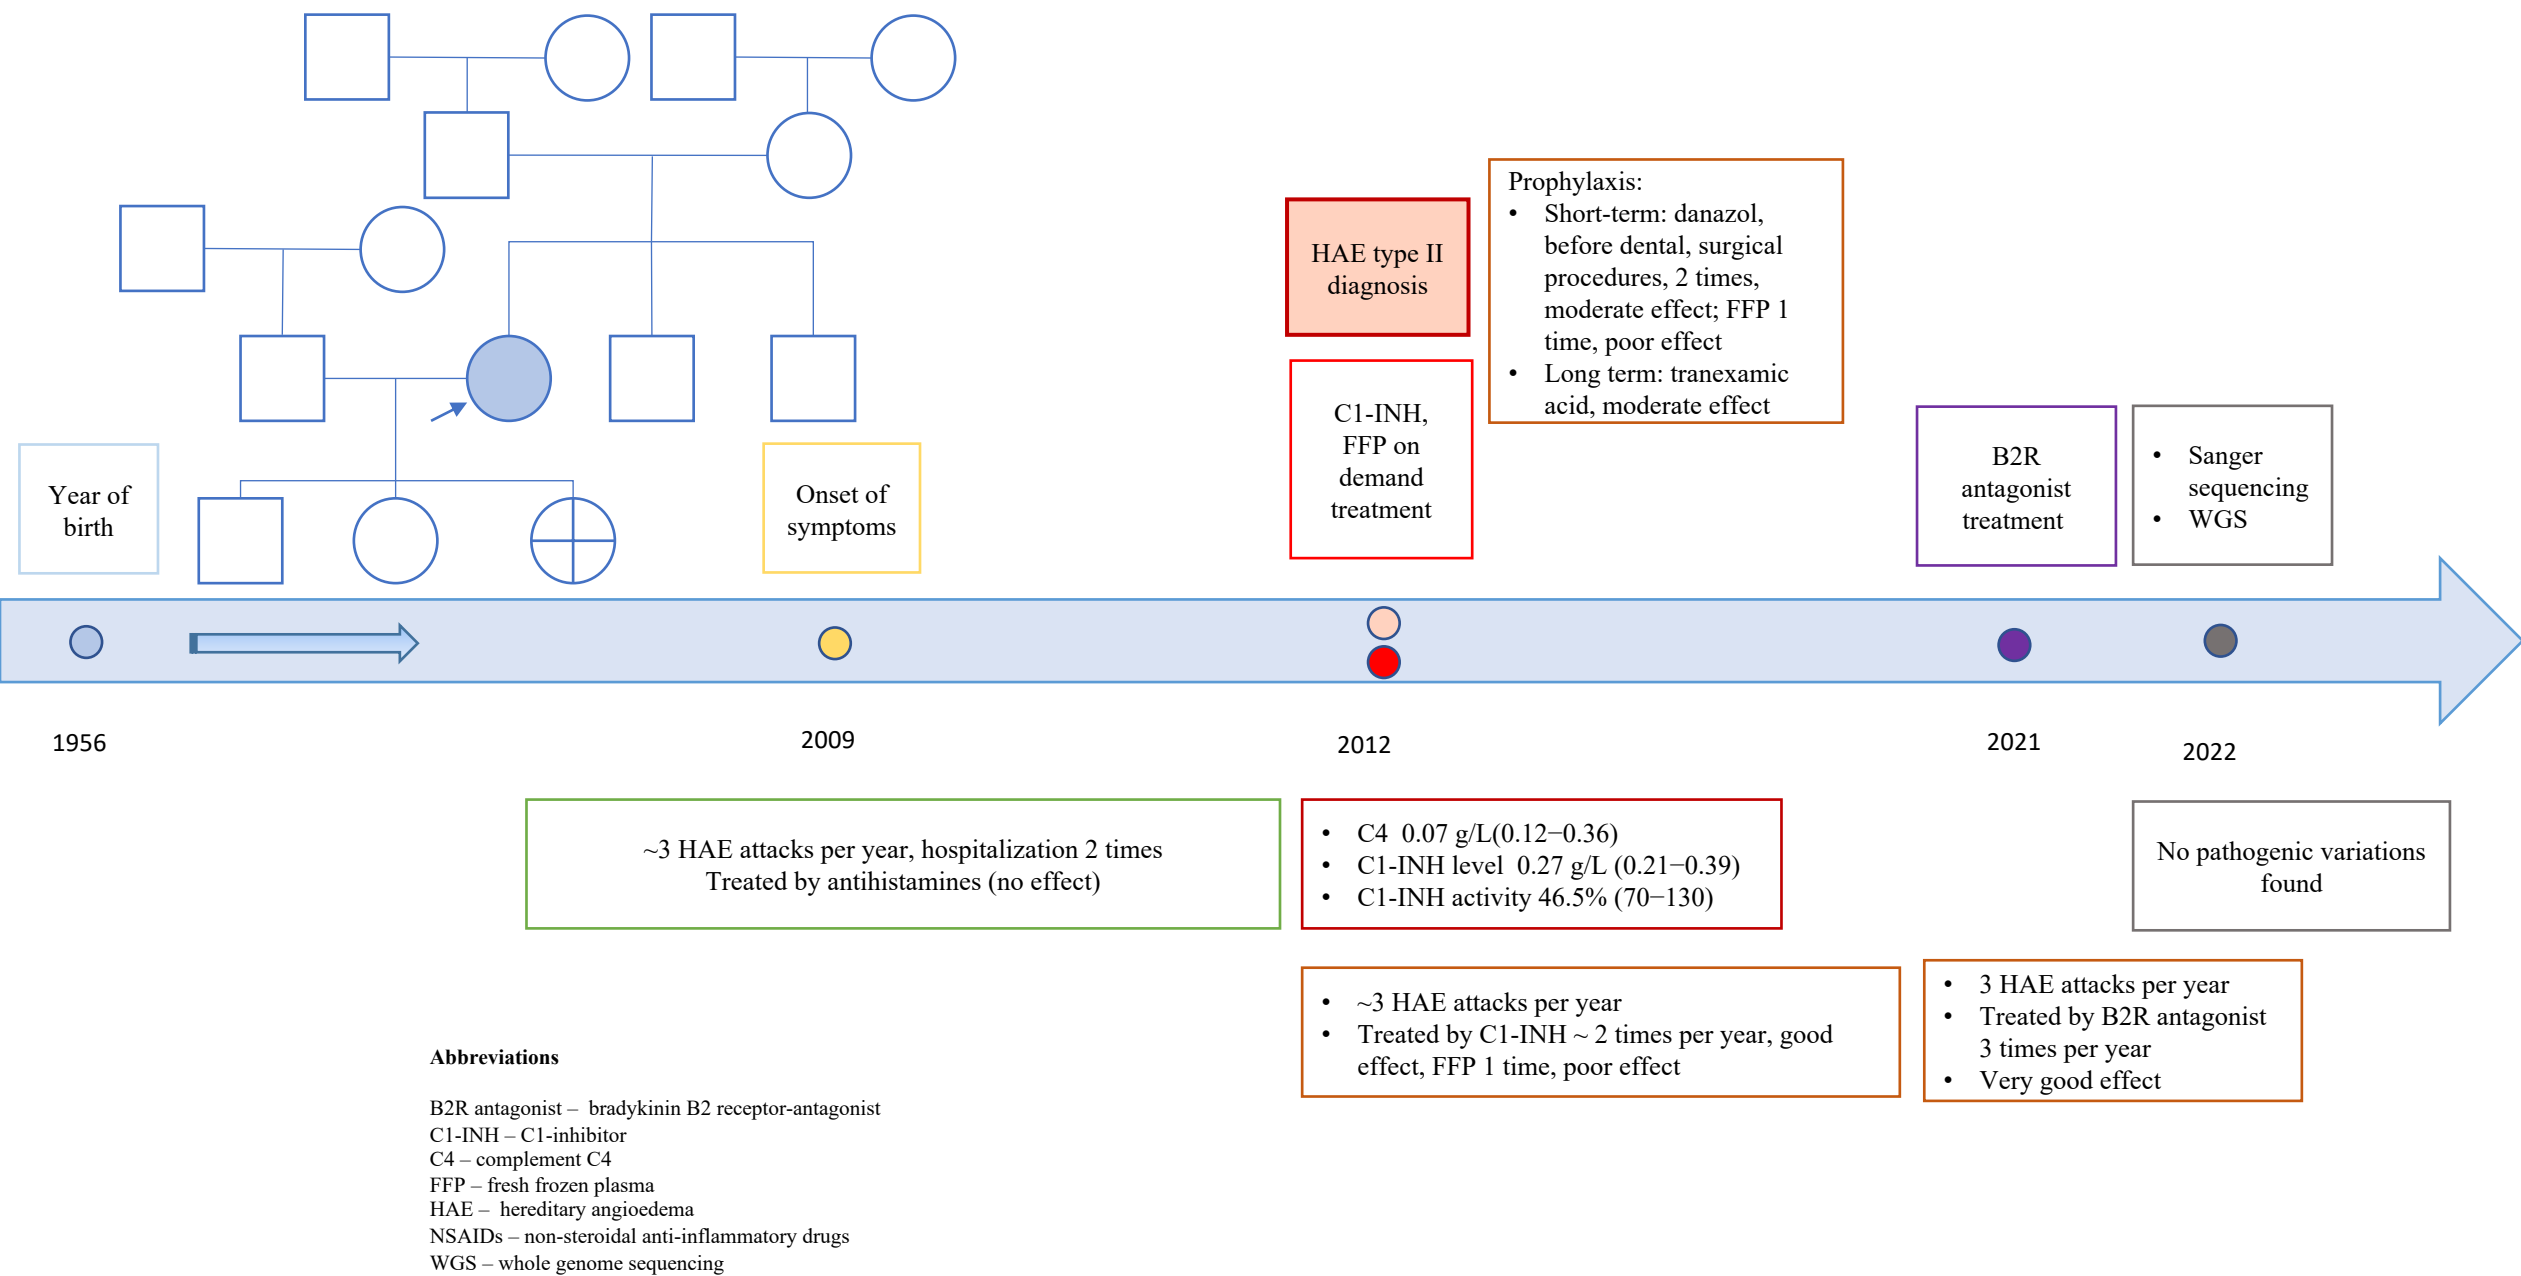 Prophylaxis:
• Short-term: danazol,
before dental, surgical
procedures, 2 times,
moderate effect; FFP 1
time, poor effect
• Long term: tranexamic
acid, moderate effect
HAE type II
diagnosis
C1-INH,
FFP on
demand
treatment
Year of
birth
Onset of
symptoms
B2R
antagonist
treatment
• Sanger
sequencing
• WGS
1956
2009
2012
2021
2022
~3 HAE attacks per year, hospitalization 2 times
Treated by antihistamines (no effect)
• C4 0.07 g/L(0.12−0.36)
• C1-INH level 0.27 g/L (0.21−0.39)
• C1-INH activity 46.5% (70−130)
No pathogenic variations
found
• ~3 HAE attacks per year
• Treated by C1-INH ~ 2 times per year, good
effect, FFP 1 time, poor effect
• 3 HAE attacks per year
• Treated by B2R antagonist
3 times per year
• Very good effect
Abbreviations
B2R antagonist – bradykinin B2 receptor-antagonist
C1-INH – C1-inhibitor
C4 – complement C4
FFP – fresh frozen plasma
HAE – hereditary angioedema
NSAIDs – non-steroidal anti-inflammatory drugs
WGS – whole genome sequencing